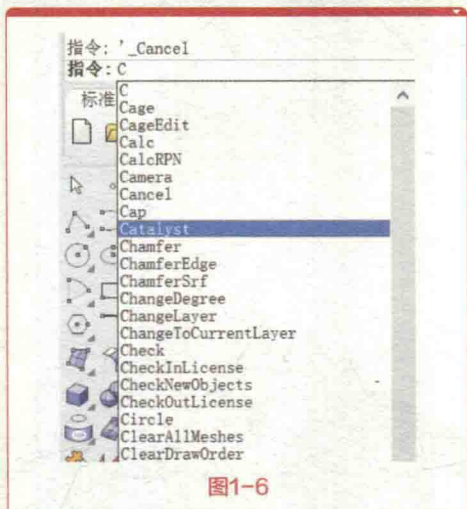 指令: '_Cancel
指令: C
标准
C
Cage
CageEdit
Calc
CalcRPN
Camera
Cancel
Cap
Catalyst
Chamfer
ChamferEdge
ChamferSrf
ChangeDegree
ChangeLayer
ChangeToCurrentLayer
Check
CheckInLicense
CheckNewObjects
CheckOutLicense
Circle
ClearAllMeshes
ClearDrawOrder
图1-6